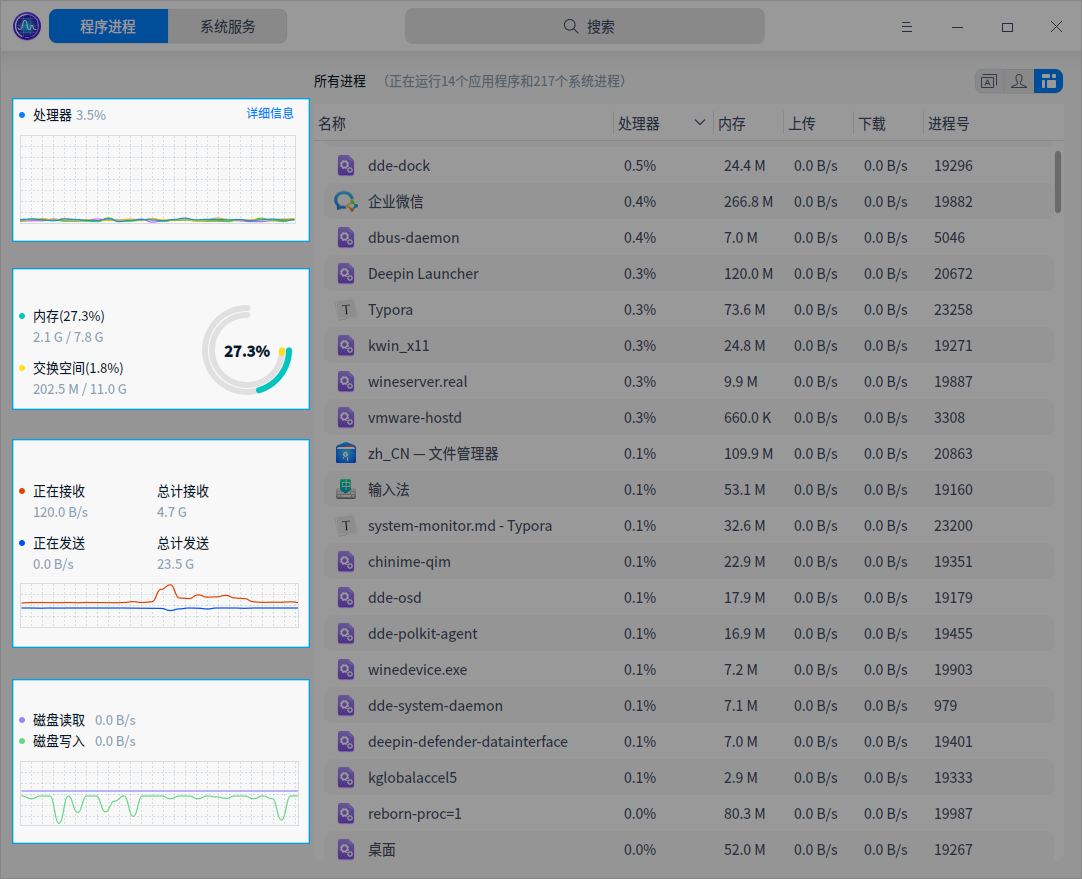 程序进程 系统服务 搜索
所有进程 （正在运行14个应用程序和217个系统进程）
处理器 3.5% 详细信息
内存(27.3%)
2.1 G / 7.8 G
交换空间(1.8%)
202.5 M / 11.0 G
27.3%
正在接收 总计接收
120.0 B/s 4.7 G
正在发送 总计发送
0.0 B/s 23.5 G
磁盘读取 0.0 B/s
磁盘写入 0.0 B/s
名称 处理器 内存 上传 下载 进程号
dde-dock 0.5% 24.4 M 0.0 B/s 0.0 B/s 19296
企业微信 0.4% 266.8 M 0.0 B/s 0.0 B/s 19882
dbus-daemon 0.4% 7.0 M 0.0 B/s 0.0 B/s 5046
Deepin Launcher 0.3% 120.0 M 0.0 B/s 0.0 B/s 20672
T Typora 0.3% 73.6 M 0.0 B/s 0.0 B/s 23258
kwin_x11 0.3% 24.8 M 0.0 B/s 0.0 B/s 19271
wineserver.real 0.3% 9.9 M 0.0 B/s 0.0 B/s 19887
vmware-hostd 0.3% 660.0 K 0.0 B/s 0.0 B/s 3308
zh_CN — 文件管理器 0.1% 109.9 M 0.0 B/s 0.0 B/s 20863
输入法 0.1% 53.1 M 0.0 B/s 0.0 B/s 19160
T system-monitor.md - Typora 0.1% 32.6 M 0.0 B/s 0.0 B/s 23200
chinime-qim 0.1% 22.9 M 0.0 B/s 0.0 B/s 19351
dde-osd 0.1% 17.9 M 0.0 B/s 0.0 B/s 19179
dde-polkit-agent 0.1% 16.9 M 0.0 B/s 0.0 B/s 19455
winedevice.exe 0.1% 7.2 M 0.0 B/s 0.0 B/s 19903
dde-system-daemon 0.1% 7.1 M 0.0 B/s 0.0 B/s 979
deepin-defender-datainterface 0.1% 7.0 M 0.0 B/s 0.0 B/s 19401
kglobalaccel5 0.1% 2.9 M 0.0 B/s 0.0 B/s 19333
reborn-proc=1 0.0% 80.3 M 0.0 B/s 0.0 B/s 19987
桌面 0.0% 52.0 M 0.0 B/s 0.0 B/s 19267